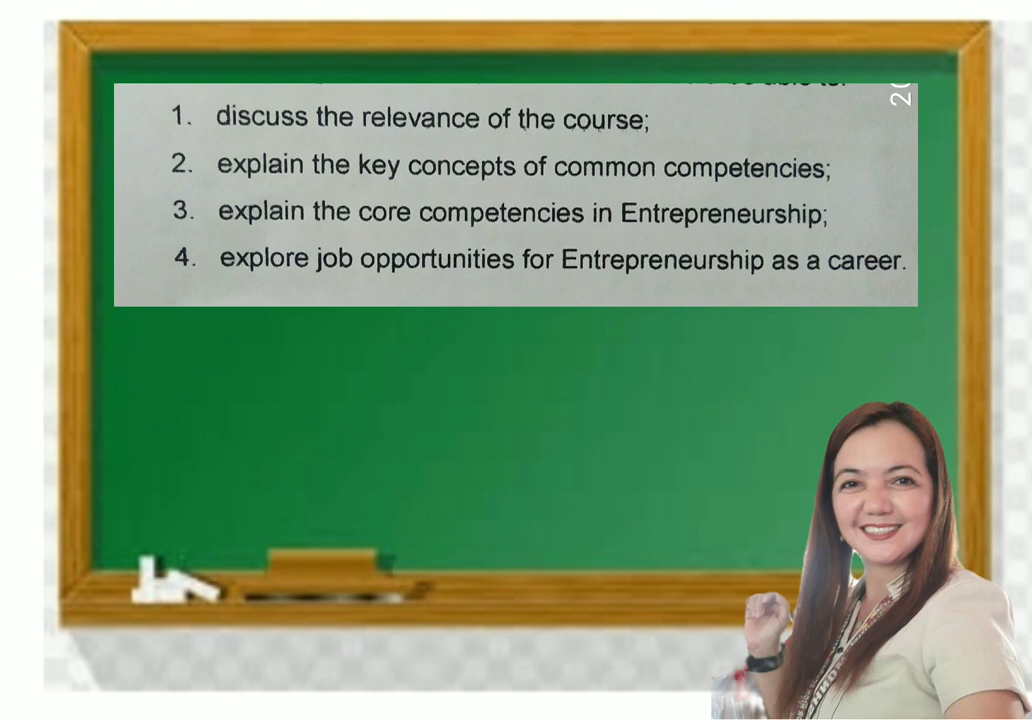 1. discuss the relevance of the course;
2. explain the key concepts of common competencies;
3. explain the core competencies in Entrepreneurship;
4. explore job opportunities for Entrepreneurship as a career.